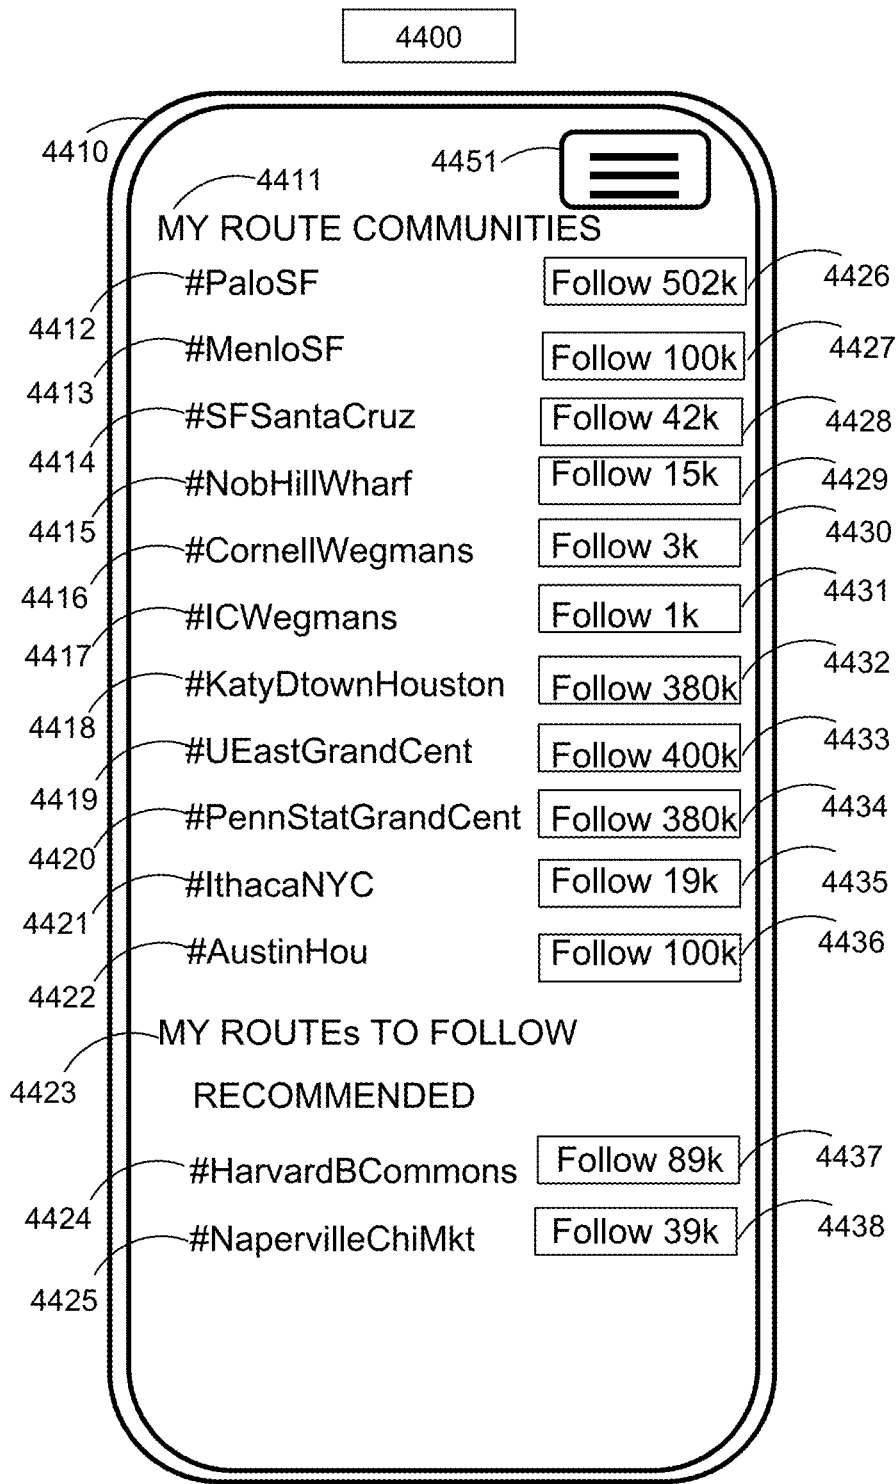 4400
4410
4451
4411
MY ROUTE COMMUNITIES
#PaloSF Follow 502k 4426
4412
#MenloSF Follow 100k 4427
4413
#SFSantaCruz Follow 42k 4428
4414
#NobHillWharf Follow 15k 4429
4415
#CornellWegmans Follow 3k 4430
4416
#ICWegmans Follow 1k 4431
4417
#KatyDtownHouston Follow 380k 4432
4418
#UEastGrandCent Follow 400k 4433
4419
#PennStatGrandCent Follow 380k 4434
4420
#IthacaNYC Follow 19k 4435
4421
#AustinHou Follow 100k 4436
4422
MY ROUTEs TO FOLLOW
4423
RECOMMENDED
#HarvardBCommons Follow 89k 4437
4424
#NapervilleChiMkt Follow 39k 4438
4425